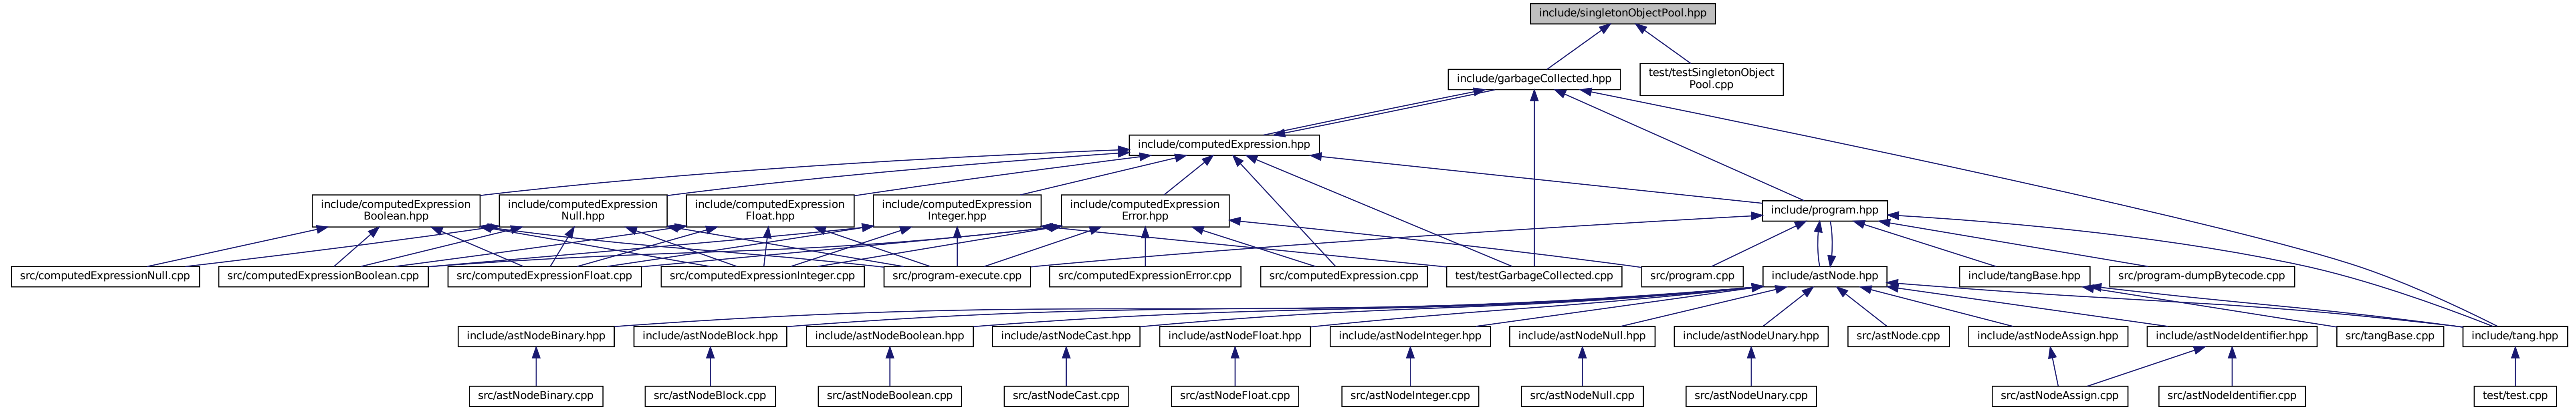 include/singletonObjectPool.hpp
include/garbageCollected.hpp
test/testSingletonObject
Pool.cpp
include/computedExpression.hpp
include/computedExpression
Boolean.hpp
include/computedExpression
Null.hpp
include/computedExpression
Float.hpp
include/computedExpression
Integer.hpp
include/computedExpression
Error.hpp
include/program.hpp
src/computedExpressionNull.cpp
src/computedExpressionBoolean.cpp
src/computedExpressionFloat.cpp
src/computedExpressionInteger.cpp
src/program-execute.cpp
src/computedExpressionError.cpp
src/computedExpression.cpp
test/testGarbageCollected.cpp
src/program.cpp
include/astNode.hpp
include/tangBase.hpp
src/program-dumpBytecode.cpp
include/astNodeBinary.hpp
include/astNodeBlock.hpp
include/astNodeBoolean.hpp
include/astNodeCast.hpp
include/astNodeFloat.hpp
include/astNodeInteger.hpp
include/astNodeNull.hpp
include/astNodeUnary.hpp
src/astNode.cpp
include/astNodeAssign.hpp
include/astNodeIdentifier.hpp
src/tangBase.cpp
include/tang.hpp
src/astNodeBinary.cpp
src/astNodeBlock.cpp
src/astNodeBoolean.cpp
src/astNodeCast.cpp
src/astNodeFloat.cpp
src/astNodeInteger.cpp
src/astNodeNull.cpp
src/astNodeUnary.cpp
src/astNodeAssign.cpp
src/astNodeIdentifier.cpp
test/test.cpp